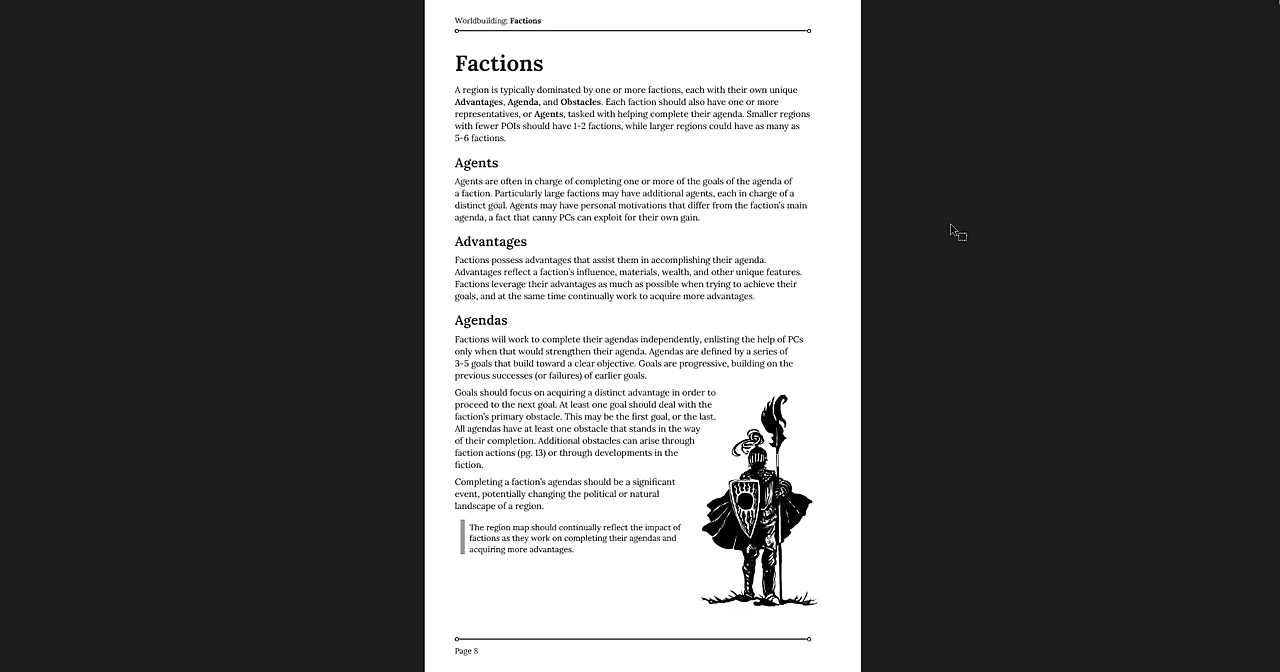 Worldbuilding: Factions
Factions
A region is typically dominated by one or more factions, each with their own unique
Advantages, Agenda, and Obstacles. Each faction should also have one or more
representatives, or Agents, tasked with helping complete their agenda. Smaller regions
with fewer POIs should have 1-2 factions, while larger regions could have as many as
5-6 factions.
Agents
Agents are often in charge of completing one or more of the goals of the agenda of
a faction. Particularly large factions may have additional agents, each in charge of a
distinct goal. Agents may have personal motivations that differ from the faction's main
agenda, a fact that canny PCs can exploit for their own gain.
Advantages
Factions possess advantages that assist them in accomplishing their agenda.
Advantages reflect a faction's influence, materials, wealth, and other unique features.
Factions leverage their advantages as much as possible when trying to achieve their
goals, and at the same time continually work to acquire more advantages.
Agendas
Factions will work to complete their agendas independently, enlisting the help of PCs
only when that would strengthen their agenda. Agendas are defined by a series of
3-5 goals that build toward a clear objective. Goals are progressive, building on the
previous successes (or failures) of earlier goals.
Goals should focus on acquiring a distinct advantage in order to
proceed to the next goal. At least one goal should deal with the
faction's primary obstacle. This may be the first goal, or the last.
All agendas have at least one obstacle that stands in the way
of their completion. Additional obstacles can arise through
faction actions (pg. 13) or through developments in the
fiction.
Completing a faction's agendas should be a significant
event, potentially changing the political or natural
landscape of a region.
The region map should continually reflect the impact of
factions as they work on completing their agendas and
acquiring more advantages.
Page 8